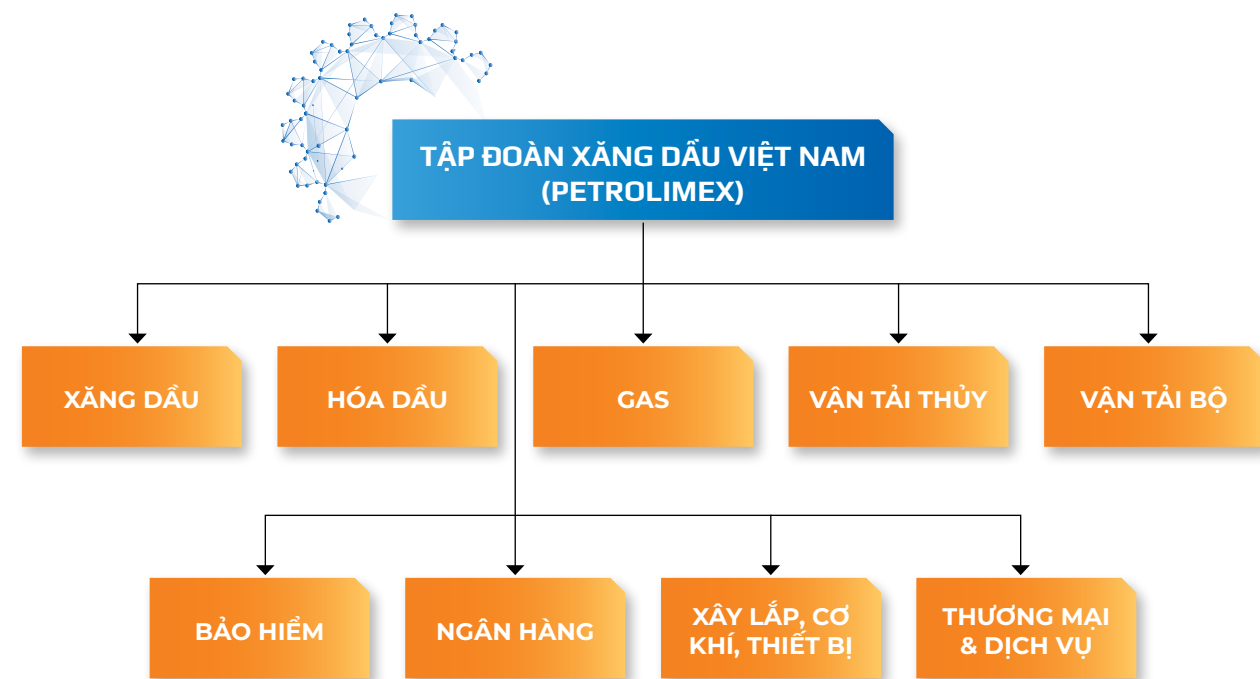 TẬP ĐOÀN XĂNG DẦU VIỆT NAM
(PETROLIMEX)
XĂNG DẦU
HÓA DẦU
GAS
VẬN TẢI THỦY
VẬN TẢI BỘ
BẢO HIỂM
NGÂN HÀNG
XÂY LẮP, CƠ
KHÍ, THIẾT BỊ
THƯƠNG MẠI
& DỊCH VỤ